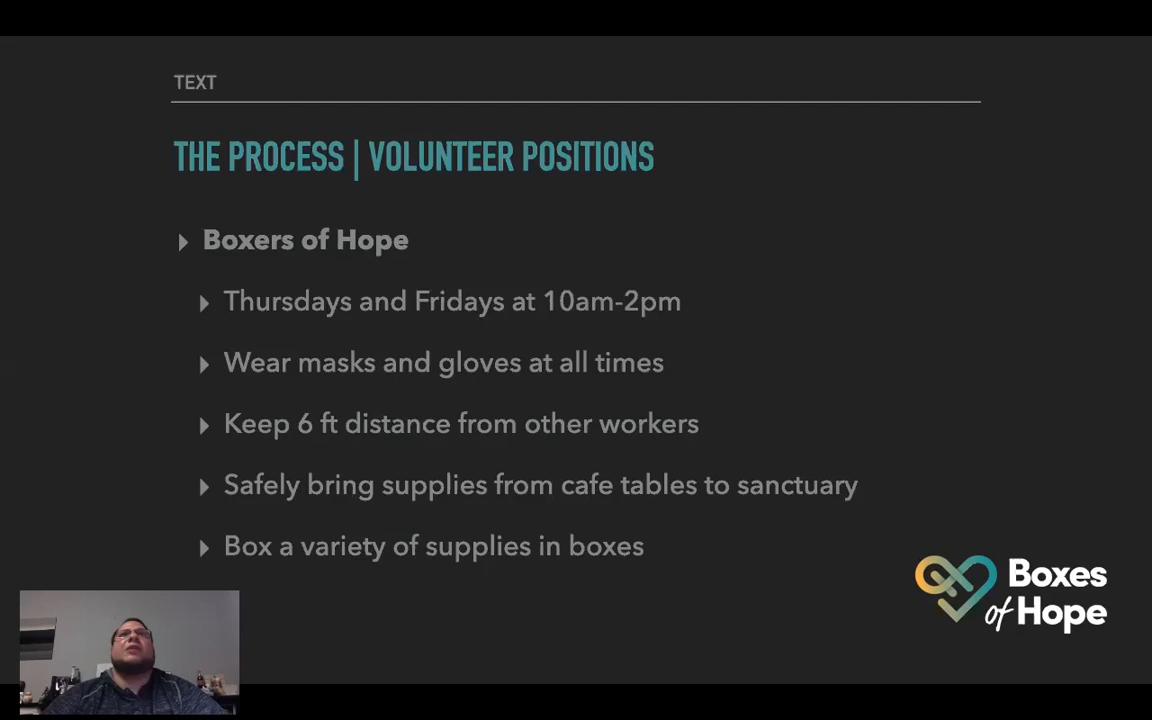 TEXT
THE PROCESS | VOLUNTEER POSITIONS
Boxers of Hope
Thursdays and Fridays at 10am-2pm
Wear masks and gloves at all times
Keep 6 ft distance from other workers
Safely bring supplies from cafe tables to sanctuary
Box a variety of supplies in boxes
Boxes
of Hope